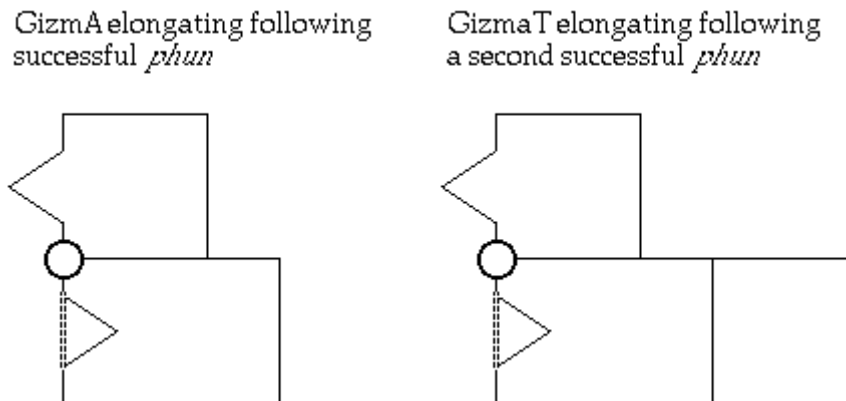 GizmA elongating following
successful phun
GizmaT elongating following
a second successful phun